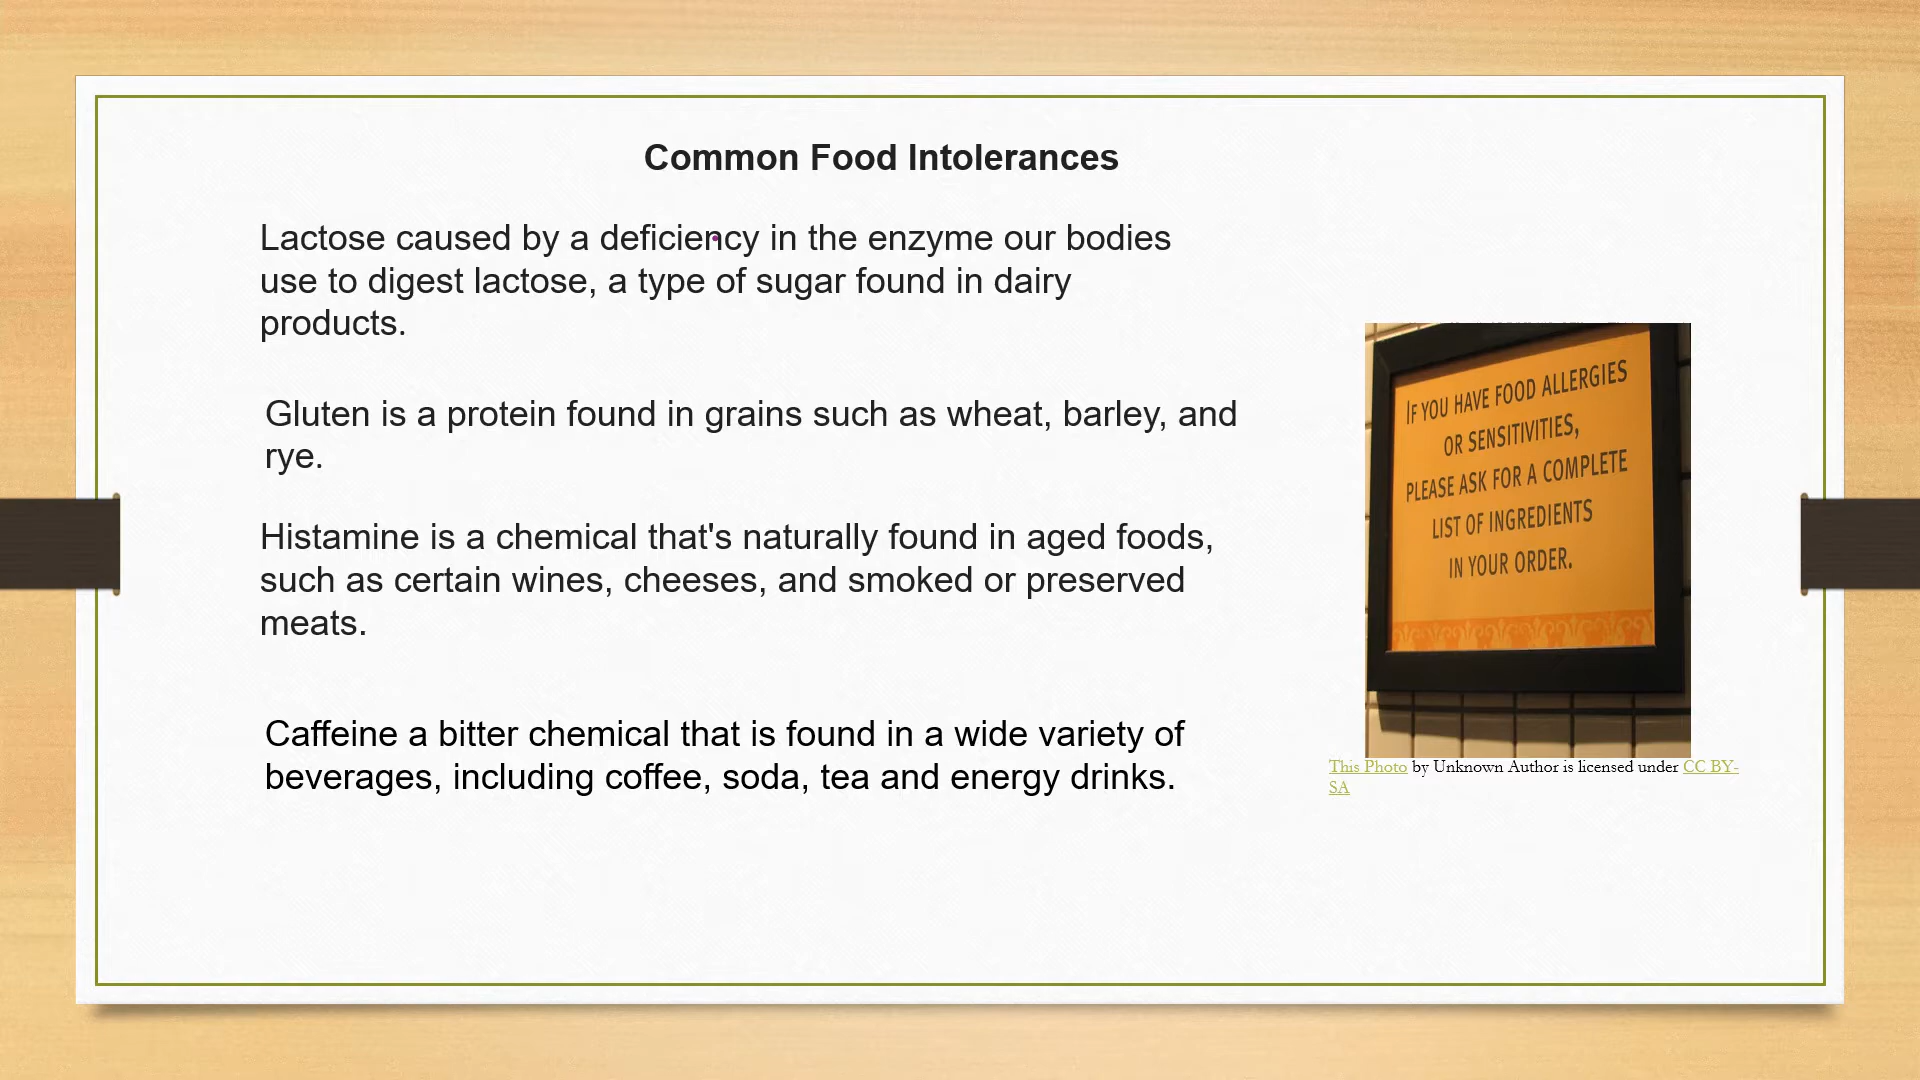 Common Food Intolerances
Lactose caused by a deficiency in the enzyme our bodies
use to digest lactose, a type of sugar found in dairy
products.
Gluten is a protein found in grains such as wheat, barley, and
rye.
Histamine is a chemical that's naturally found in aged foods,
such as certain wines, cheeses, and smoked or preserved
meats.
Caffeine a bitter chemical that is found in a wide variety of
beverages, including coffee, soda, tea and energy drinks.
IF YOU HAVE FOOD ALLERGIES
OR SENSITIVITIES,
PLEASE ASK FOR A COMPLETE
LIST OF INGREDIENTS
IN YOUR ORDER.
This Photo by Unknown Author is licensed under CC BY-
SA